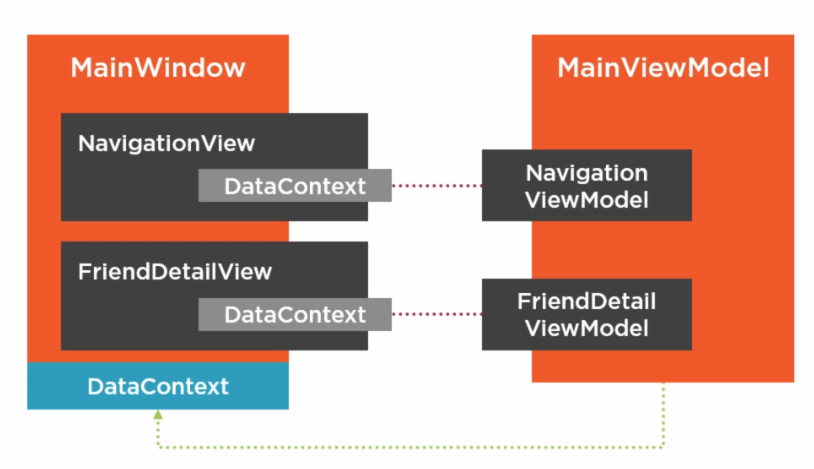 MainWindow
NavigationView
DataContext
FriendDetailView
DataContext
DataContext
MainViewModel
Navigation
ViewModel
FriendDetail
ViewModel